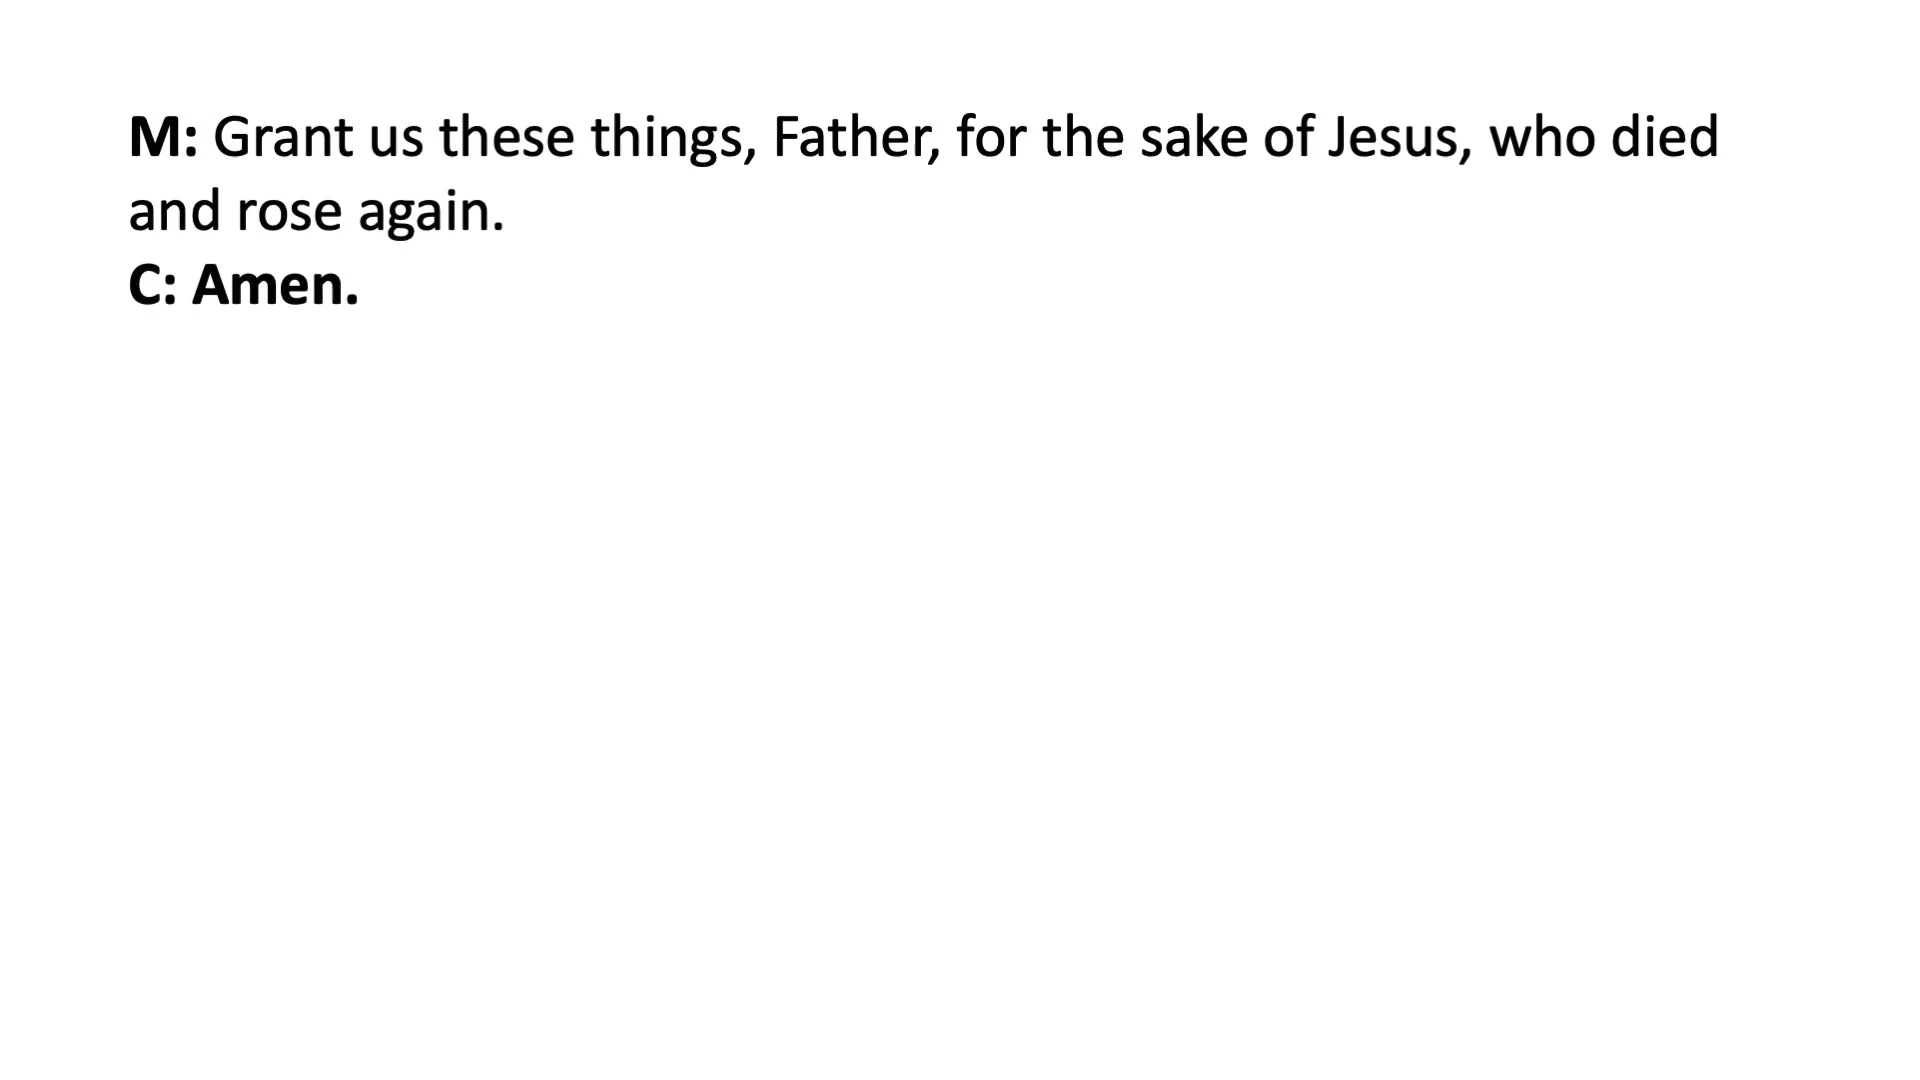 M: Grant us these things, Father, for the sake of Jesus, who died
and rose again.
C: Amen.